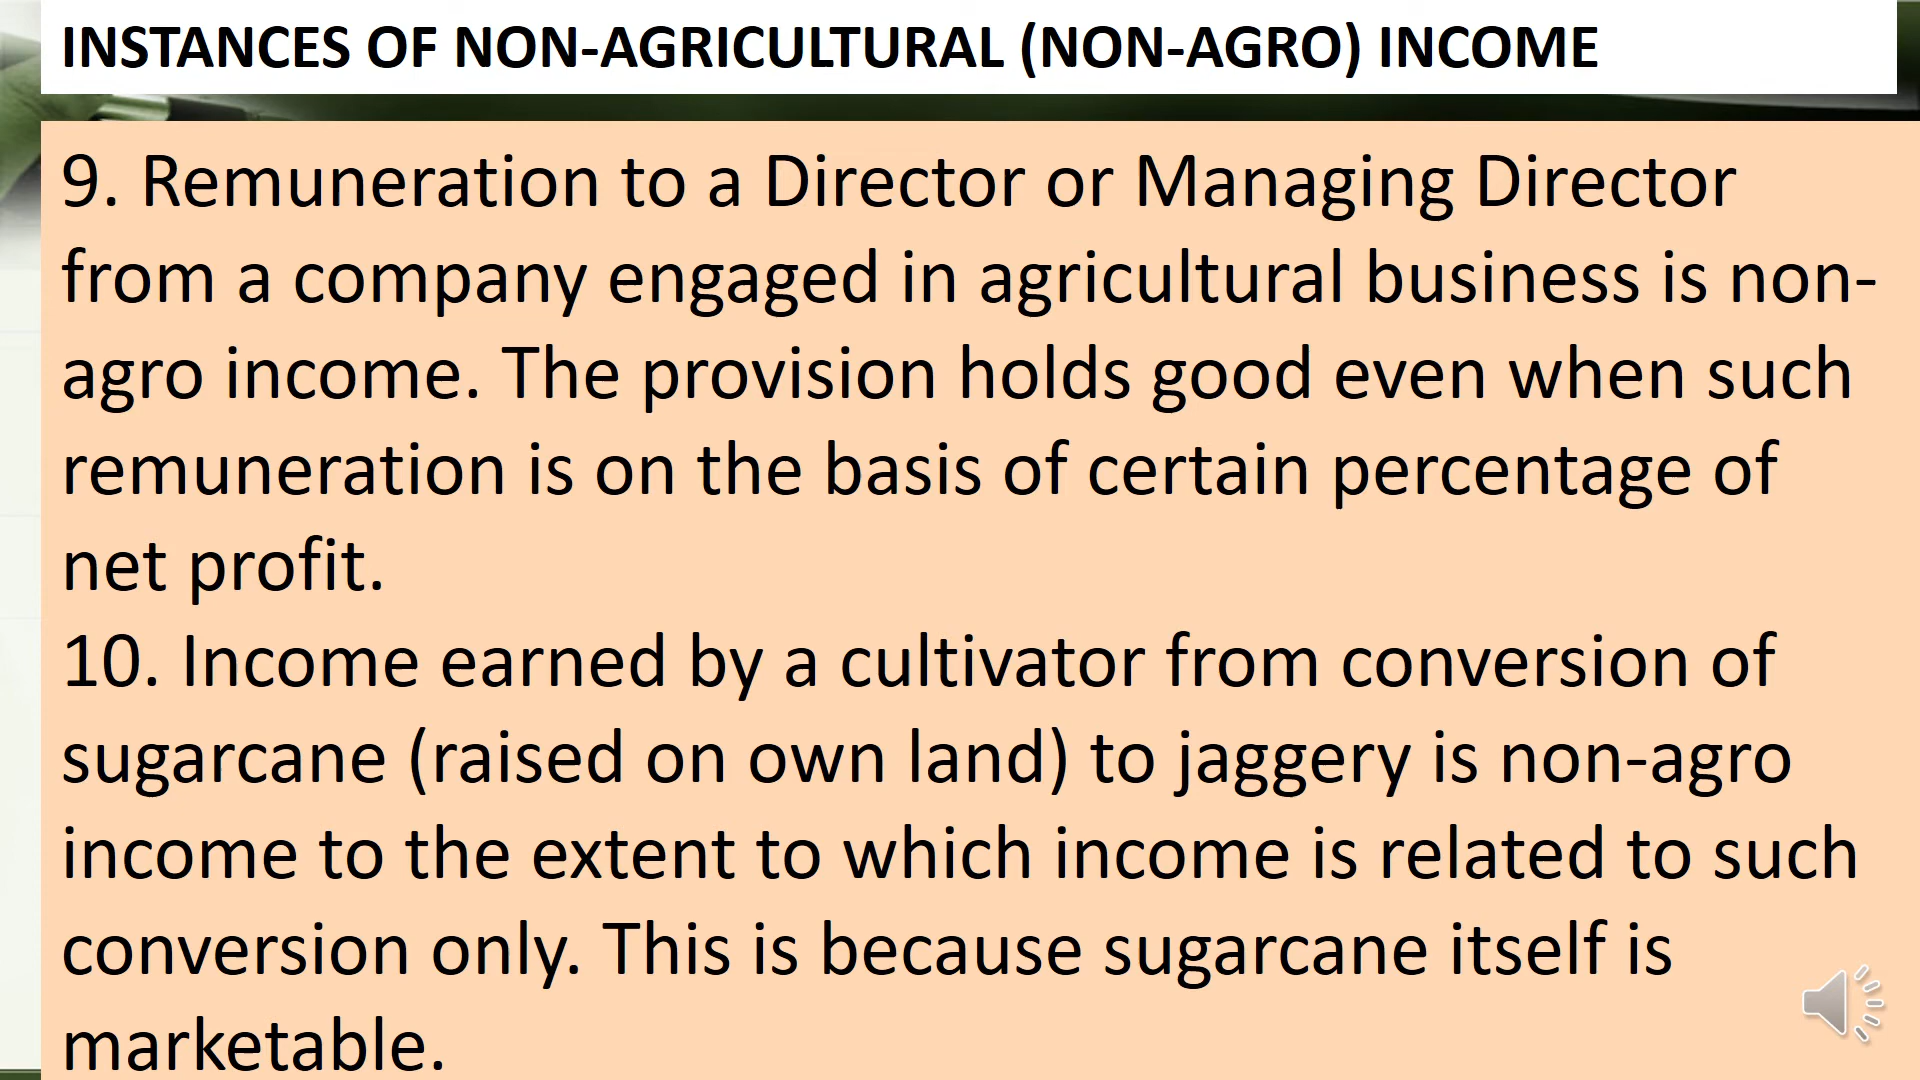 INSTANCES OF NON-AGRICULTURAL (NON-AGRO) INCOME
9. Remuneration to a Director or Managing Director
from a company engaged in agricultural business is non-
agro income. The provision holds good even when such
remuneration is on the basis of certain percentage of
net profit.
10. Income earned by a cultivator from conversion of
sugarcane (raised on own land) to jaggery is non-agro
income to the extent to which income is related to such
conversion only. This is because sugarcane itself is
marketable.